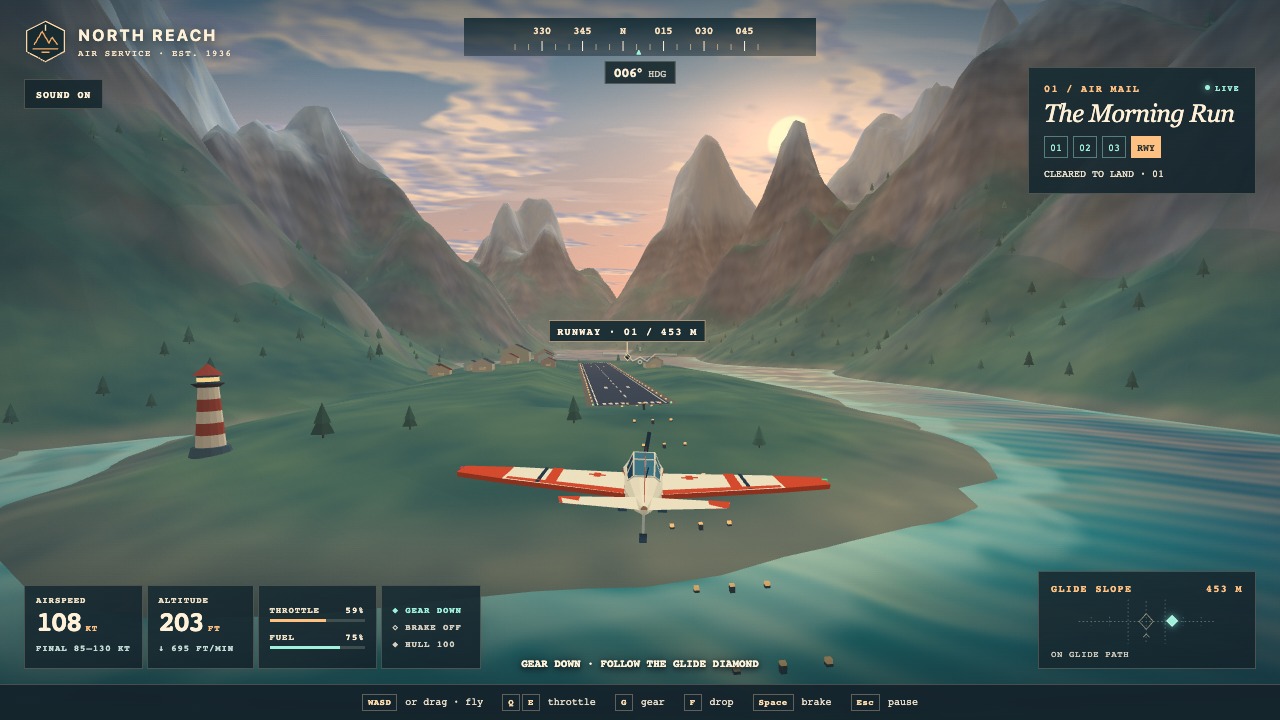 NORTH REACH
AIR SERVICE · EST. 1936
SOUND ON
330 345 N 015 030 045
006° HDG
01 / AIR MAIL
LIVE
The Morning Run
01 02 03 RWY
CLEARED TO LAND · 01
RUNWAY · 01 / 453 M
AIRSPEED
108 KT
FINAL 85–130 KT
ALTITUDE
203 FT
↓ 695 FT/MIN
THROTTLE 59%
FUEL 75%
GEAR DOWN
BRAKE OFF
HULL 100
GEAR DOWN · FOLLOW THE GLIDE DIAMOND
GLIDE SLOPE 453 M
ON GLIDE PATH
WASD or drag · fly Q E throttle G gear F drop Space brake Esc pause